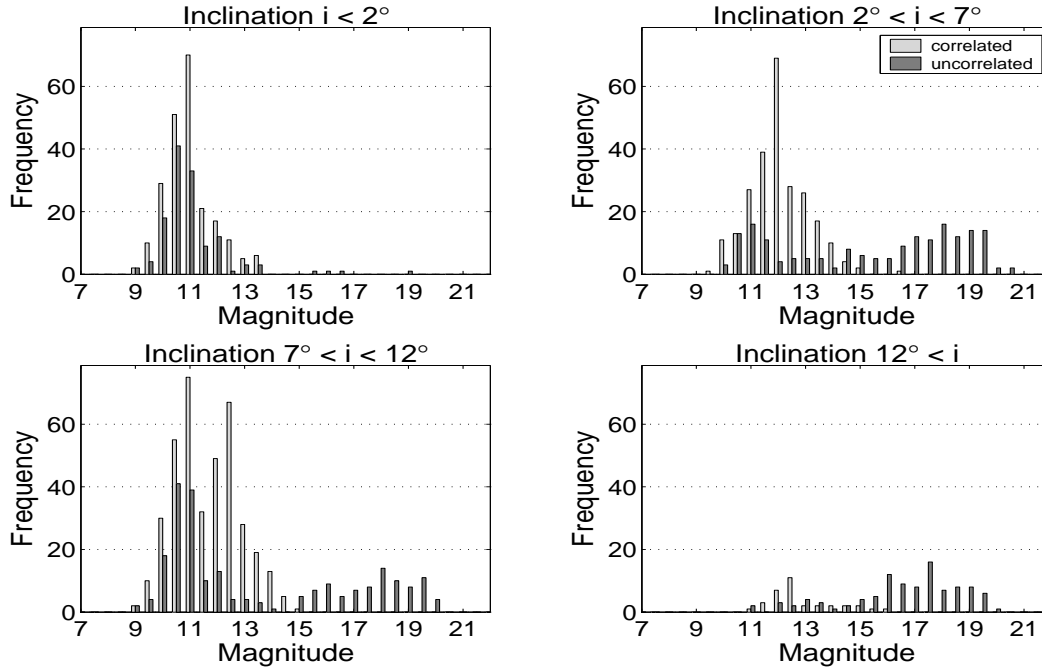 Inclination i < 2°
Frequency
60
40
20
0
7 9 11 13 15 17 19 21
Magnitude
Inclination 2° < i < 7°
correlated
uncorrelated
Frequency
60
40
20
0
7 9 11 13 15 17 19 21
Magnitude
Inclination 7° < i < 12°
Frequency
60
40
20
0
7 9 11 13 15 17 19 21
Magnitude
Inclination 12° < i
Frequency
60
40
20
0
7 9 11 13 15 17 19 21
Magnitude